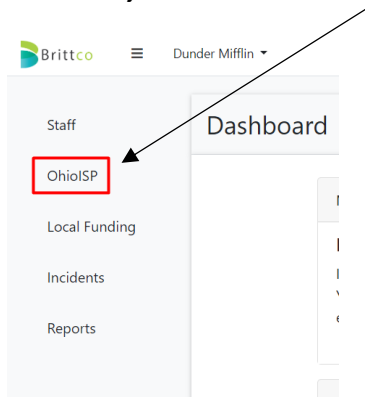 Brittco
Dunder Mifflin
Staff
Dashboard
OhioISP
Local Funding
Incidents
Reports